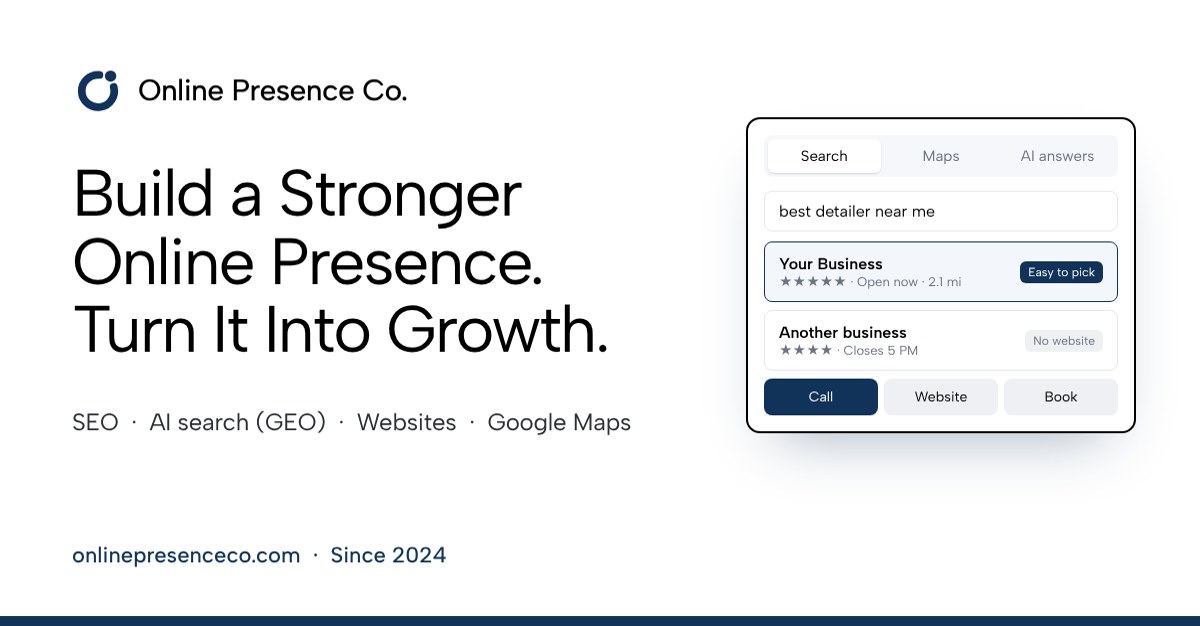 Online Presence Co.
Build a Stronger
Online Presence.
Turn It Into Growth.
SEO · AI search (GEO) · Websites · Google Maps
onlinepresenceco.com · Since 2024
Search Maps AI answers
best detailer near me
Your Business
★★★★★ · Open now · 2.1 mi
Easy to pick
Another business
★★★★ · Closes 5 PM
No website
Call Website Book